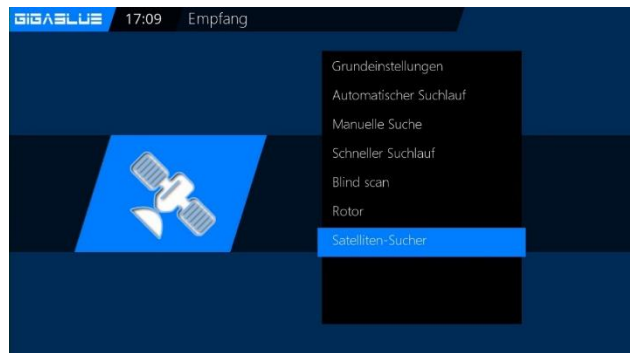 GIGABLUE 17:09 Empfang
Grundeinstellungen
Automatischer Suchlauf
Manuelle Suche
Schneller Suchlauf
Blind scan
Rotor
Satelliten-Sucher